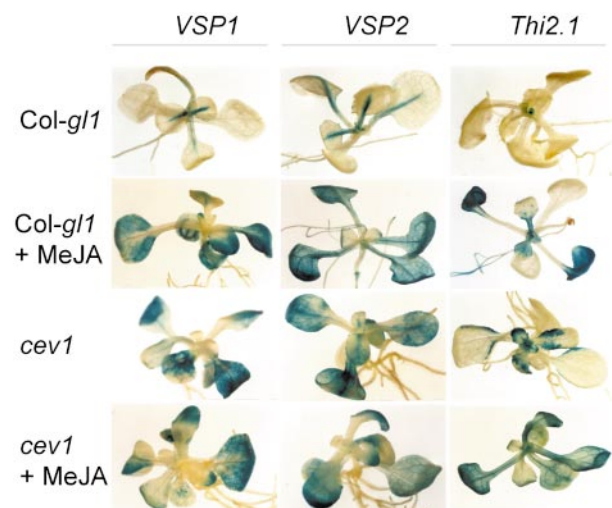 VSP1 VSP2 Thi2.1
Col-gl1
Col-gl1
+ MeJA
cev1
cev1
+ MeJA